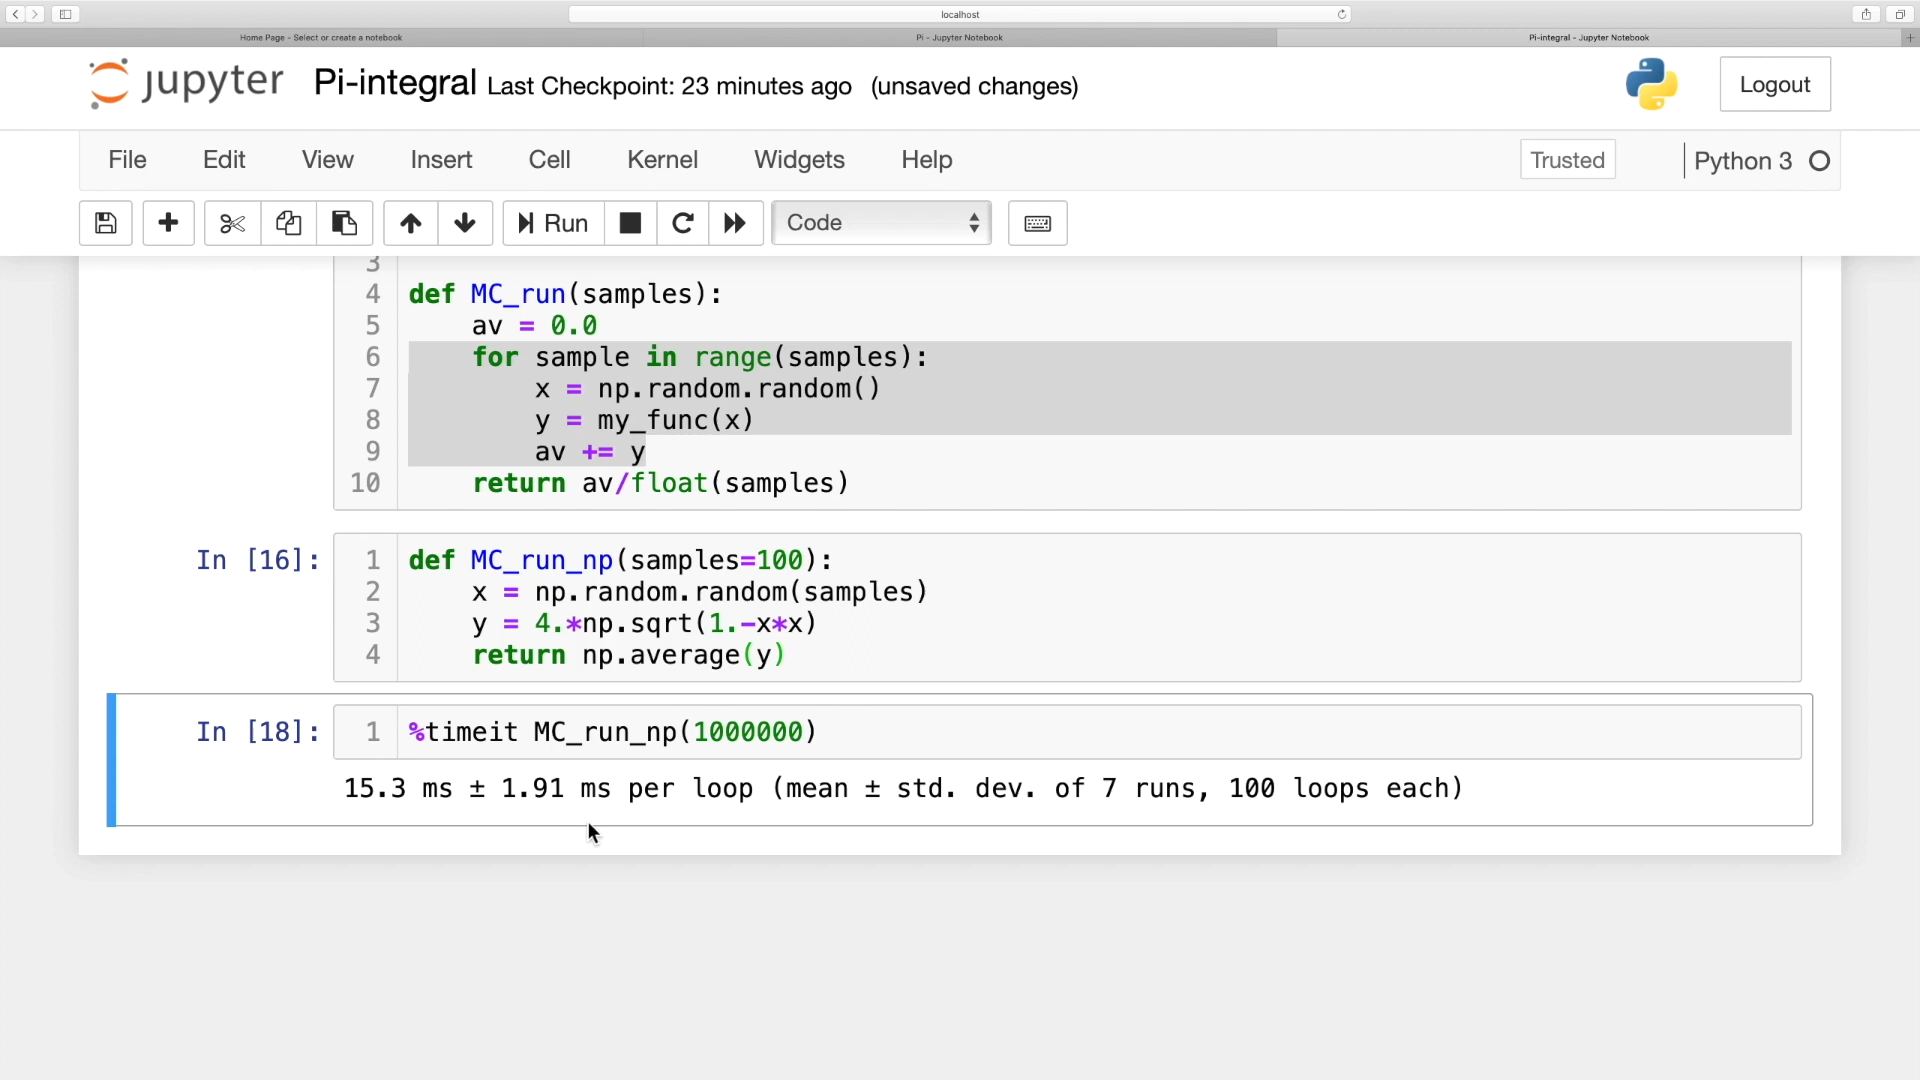 localhost
Home Page - Select or create a notebook
Pi - Jupyter Notebook
Pi-integral - Jupyter Notebook
jupyter Pi-integral Last Checkpoint: 23 minutes ago (unsaved changes)
Logout
File Edit View Insert Cell Kernel Widgets Help
Trusted
Python 3
Run
Code
3
4 def MC_run(samples):
5 av = 0.0
6 for sample in range(samples):
7 x = np.random.random()
8 y = my_func(x)
9 av += y
10 return av/float(samples)
In [16]:
1 def MC_run_np(samples=100):
2 x = np.random.random(samples)
3 y = 4.*np.sqrt(1.-x*x)
4 return np.average(y)
In [18]:
1 %timeit MC_run_np(1000000)
15.3 ms ± 1.91 ms per loop (mean ± std. dev. of 7 runs, 100 loops each)